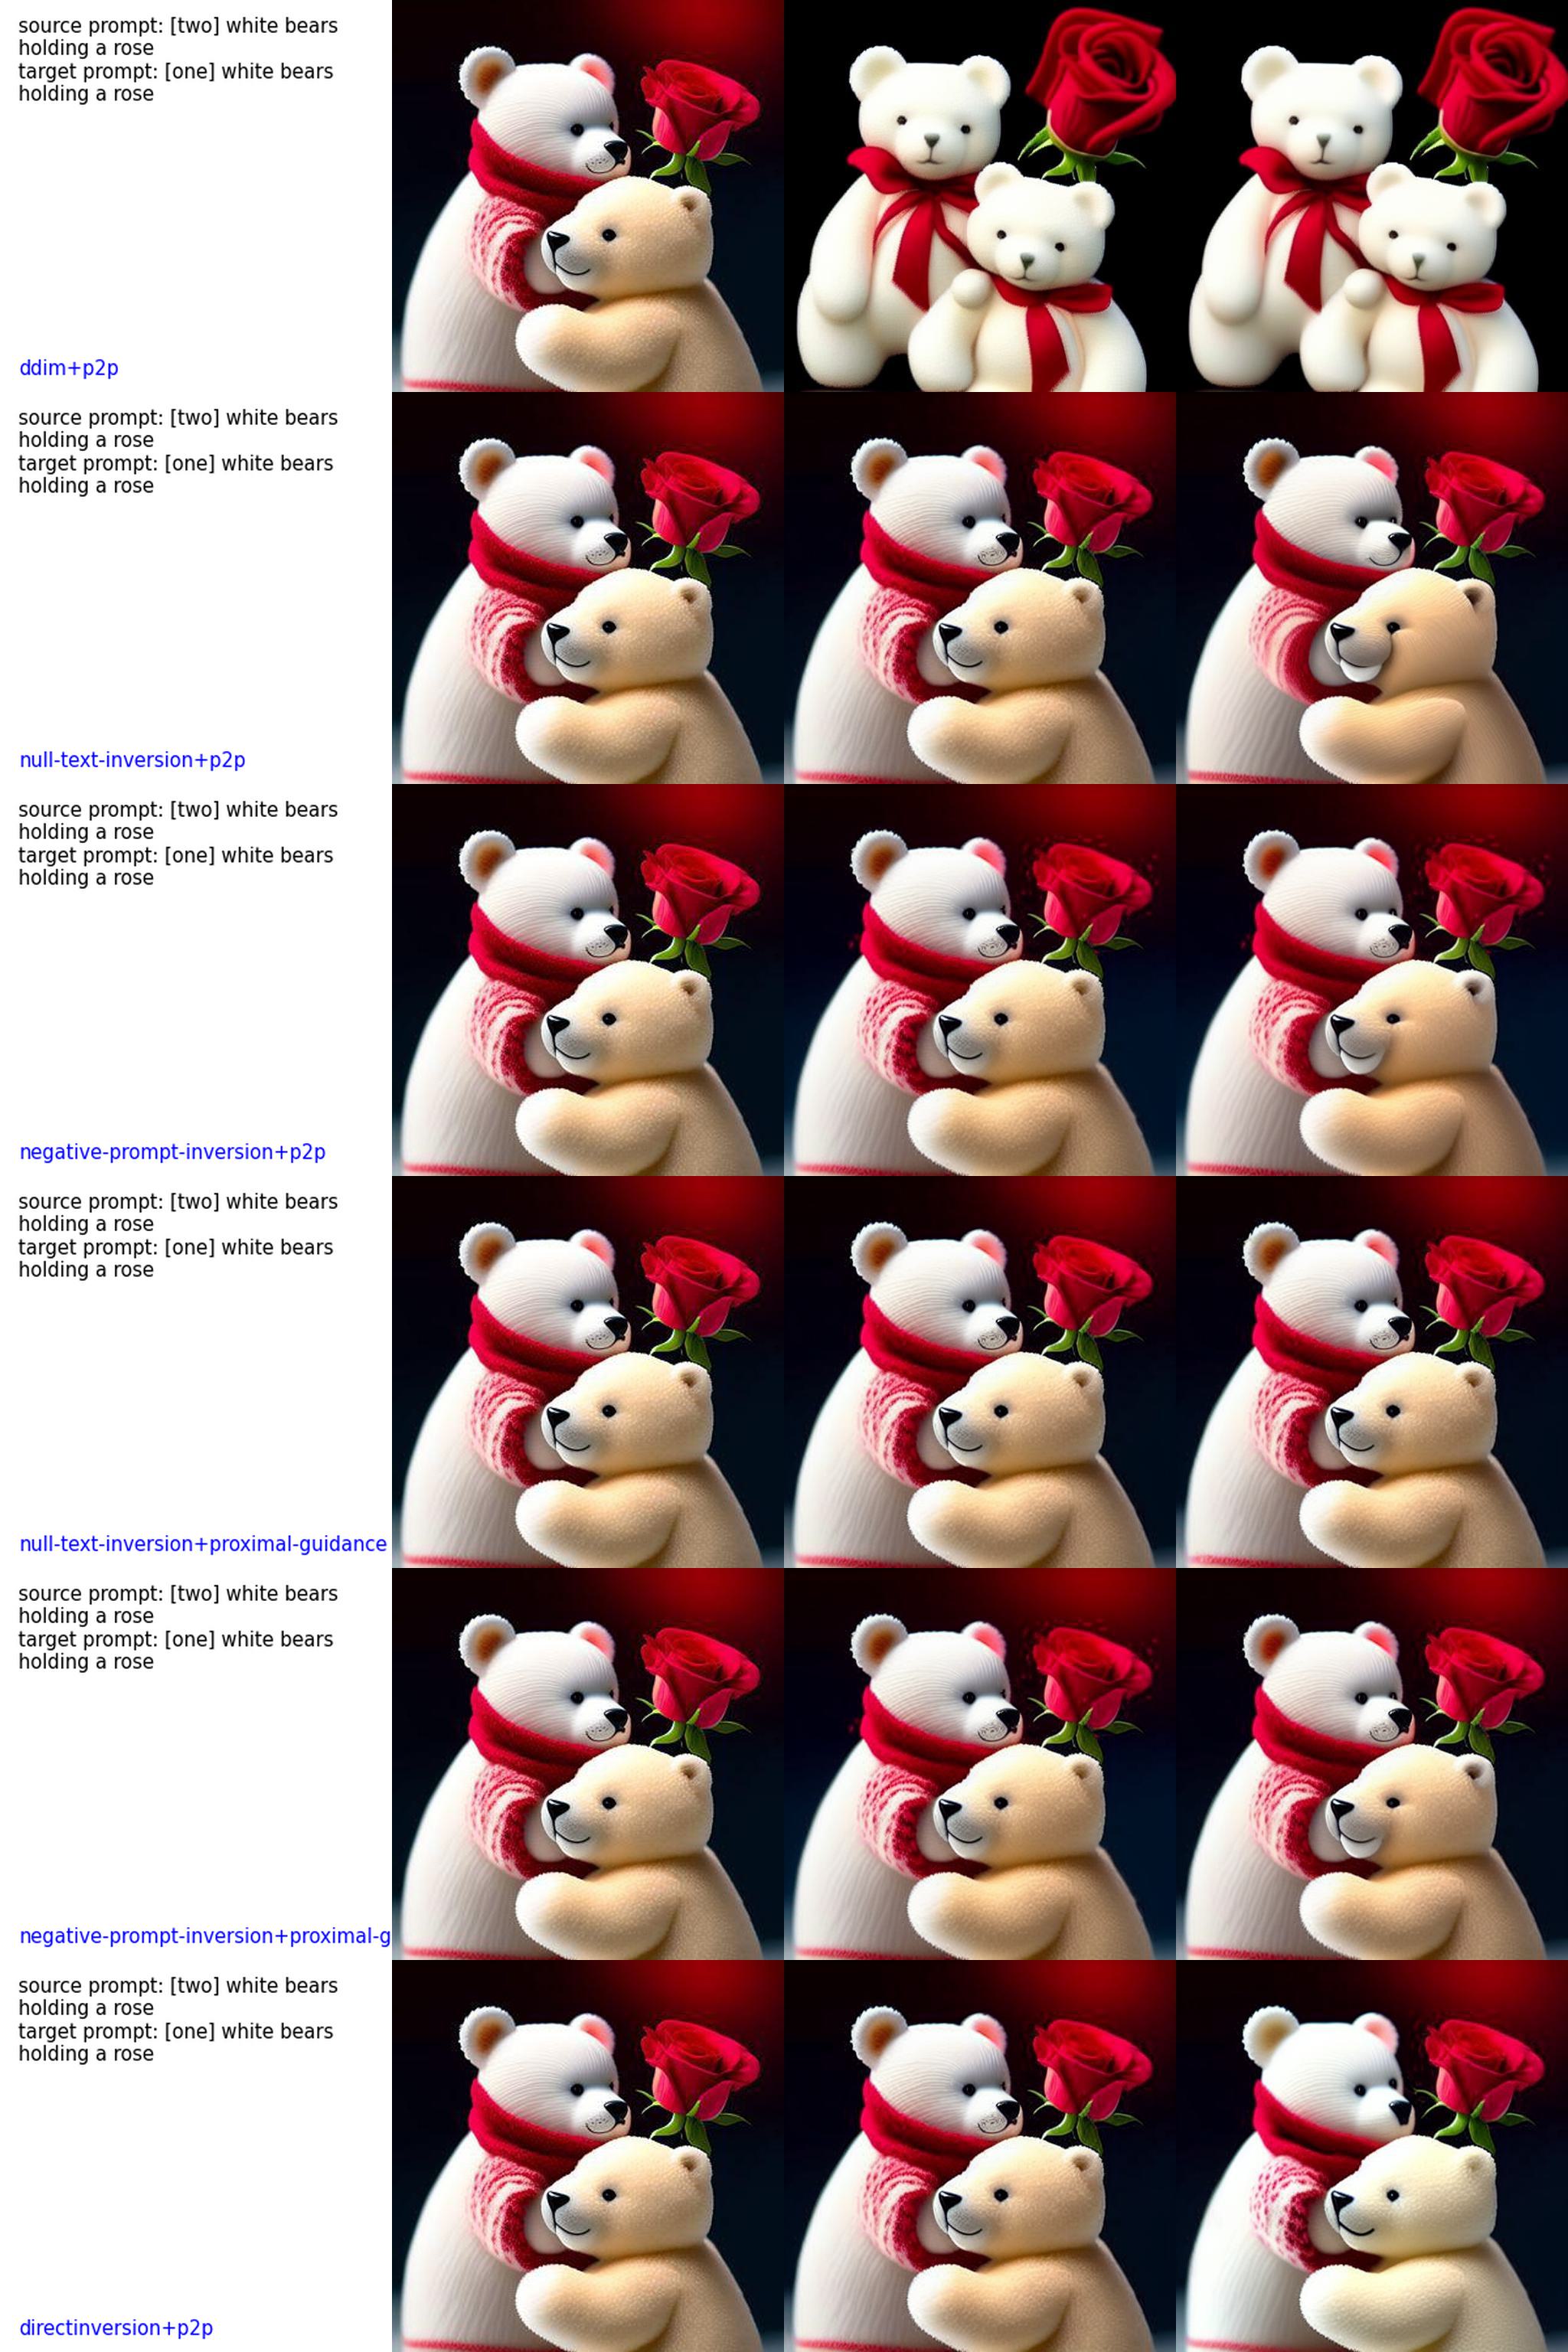 source prompt: [two] white bears
holding a rose
target prompt: [one] white bears
holding a rose
ddim+p2p
source prompt: [two] white bears
holding a rose
target prompt: [one] white bears
holding a rose
null-text-inversion+p2p
source prompt: [two] white bears
holding a rose
target prompt: [one] white bears
holding a rose
negative-prompt-inversion+p2p
source prompt: [two] white bears
holding a rose
target prompt: [one] white bears
holding a rose
null-text-inversion+proximal-guidance
source prompt: [two] white bears
holding a rose
target prompt: [one] white bears
holding a rose
negative-prompt-inversion+proximal-g
source prompt: [two] white bears
holding a rose
target prompt: [one] white bears
holding a rose
directinversion+p2p